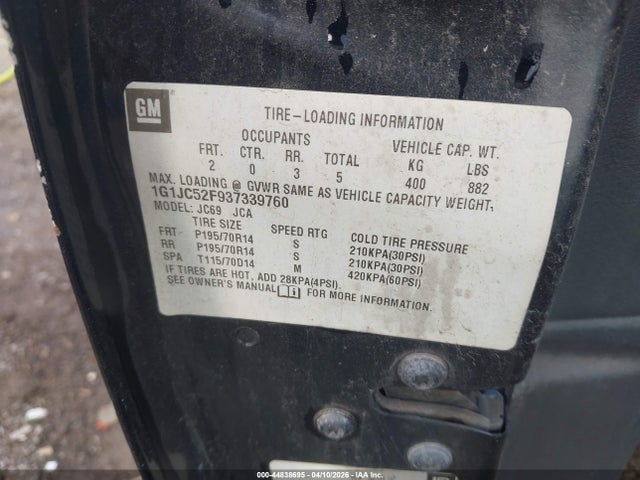 GM
TIRE-LOADING INFORMATION
OCCUPANTS VEHICLE CAP. WT.
FRT. CTR. RR. TOTAL KG LBS
2 0 3 5 400 882
MAX. LOADING @ GVWR SAME AS VEHICLE CAPACITY WEIGHT.
1G1JC52F937339760
MODEL: JC69 JCA
TIRE SIZE SPEED RTG COLD TIRE PRESSURE
FRT- P195/70R14 S 210KPA(30PSI)
RR P195/70R14 S 210KPA(30PSI)
SPA T115/70D14 M 420KPA(60PSI)
IF TIRES ARE HOT, ADD 28KPA(4PSI).
SEE OWNER'S MANUAL FOR MORE INFORMATION.
000-44838695 - 04/10/2026 - IAAI.COM